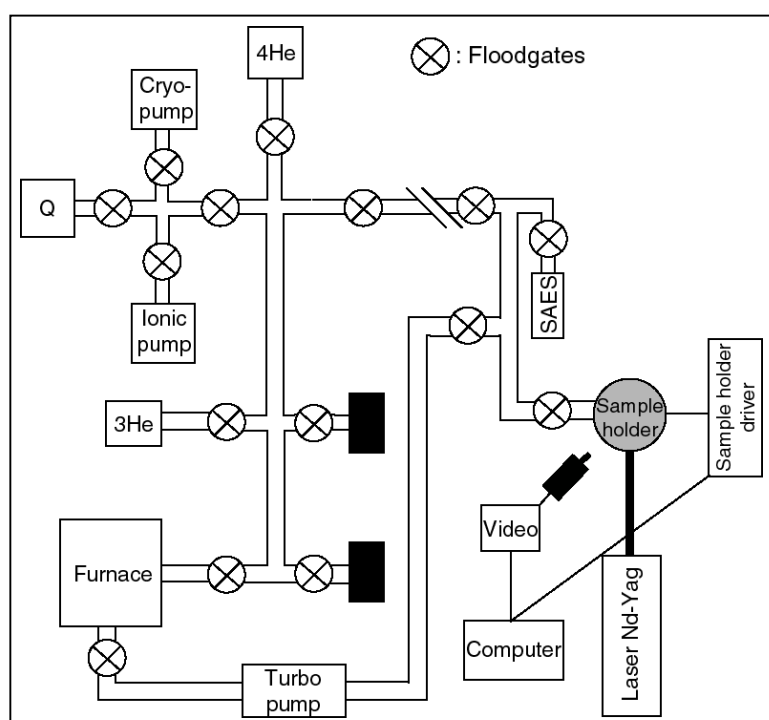 4He
: Floodgates
Cryo-
pump
Q
Ionic
pump
SAES
3He
Sample
holder
Sample holder
driver
Video
Furnace
Computer
Laser Nd-Yag
Turbo
pump